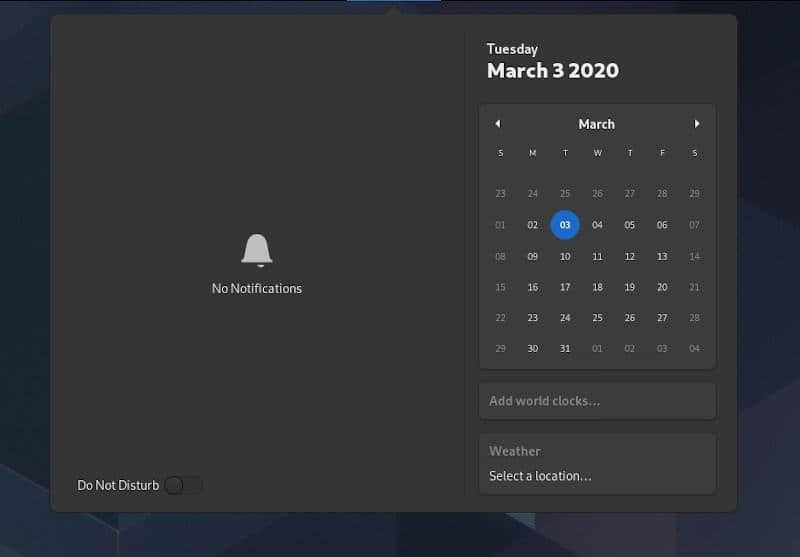 Tuesday
March 3 2020
March
S M T W T F S
23 24 25 26 27 28 29
01 02 03 04 05 06 07
08 09 10 11 12 13 14
15 16 17 18 19 20 21
22 23 24 25 26 27 28
29 30 31 01 02 03 04
No Notifications
Add world clocks...
Weather
Select a location...
Do Not Disturb